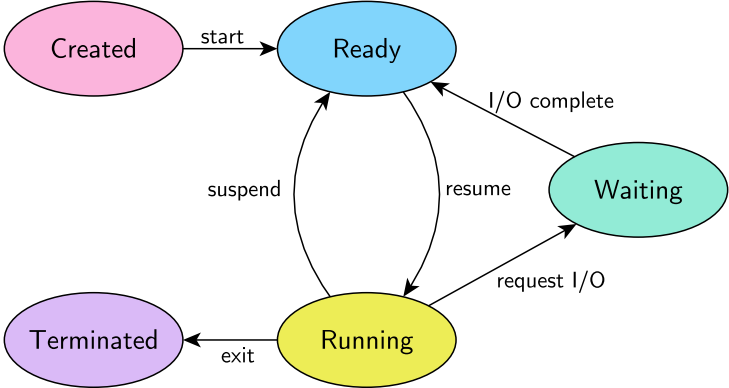 Created
start
Ready
I/O complete
suspend
resume
Waiting
request I/O
Terminated
exit
Running